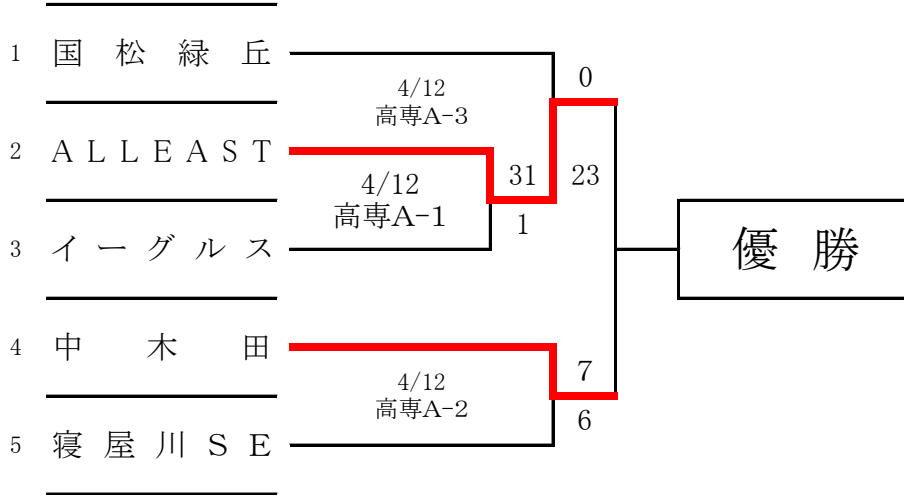 1 国松緑丘
4/12
高専A-3
0
2 ALLEAST
31
23
4/12
高専A-1
1
3 イーグルス
優勝
4 中木田
4/12
高専A-2
7
6
5 寝屋川SE